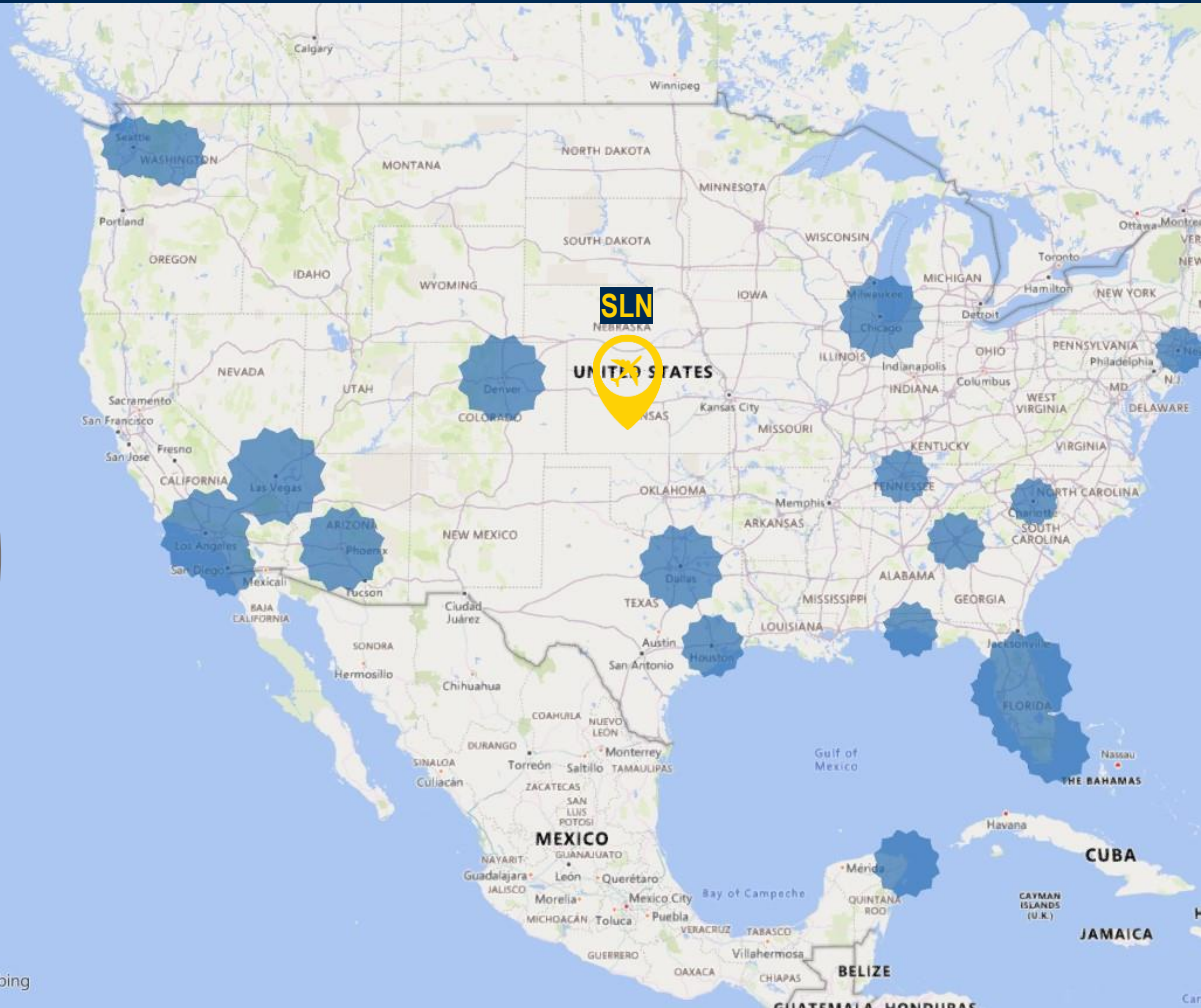 Calgary
Winnipeg
Seattle
WASHINGTON
MONTANA
NORTH DAKOTA
MINNESOTA
Portland
OREGON
IDAHO
WYOMING
SOUTH DAKOTA
WISCONSIN
MICHIGAN
Ottawa
Toronto
Hamilton
NEW YORK
SLN
NEBRASKA
IOWA
Milwaukee
Chicago
Detroit
NEVADA
UTAH
Denver
COLORADO
UNITED STATES
Kansas City
MISSOURI
ILLINOIS
Indianapolis
INDIANA
OHIO
Columbus
PENNSYLVANIA
Philadelphia
N.J.
MD
DELAWARE
WEST
VIRGINIA
VIRGINIA
KENTUCKY
Sacramento
San Francisco
San Jose
Fresno
CALIFORNIA
Las Vegas
Los Angeles
San Diego
ARIZONA
Phoenix
Tucson
Mexicali
NEW MEXICO
OKLAHOMA
ARKANSAS
Memphis
TENNESSEE
NORTH CAROLINA
Charlotte
SOUTH
CAROLINA
ALABAMA
GEORGIA
MISSISSIPPI
LOUISIANA
Dallas
TEXAS
Austin
San Antonio
Houston
Jacksonville
FLORIDA
BAJA
CALIFORNIA
Ciudad
Juárez
SONORA
Hermosillo
Chihuahua
COAHUILA
NUEVO
LEÓN
DURANGO
Torreón
Saltillo
Monterrey
TAMAULIPAS
SINALOA
Culiacán
ZACATECAS
SAN
LUIS
POTOSÍ
Gulf of
Mexico
Nassau
THE BAHAMAS
Havana
CUBA
MEXICO
GUANAJUATO
NAYARIT
Guadalajara
León
Querétaro
JALISCO
Morelia
Mexico City
MICHOACÁN
Toluca
Puebla
VERACRUZ
TABASCO
Villahermosa
GUERRERO
OAXACA
CHIAPAS
Bay of Campeche
Mérida
QUINTANA
ROO
BELIZE
CAYMAN
ISLANDS
(U.K.)
JAMAICA
GUATEMALA
HONDURAS